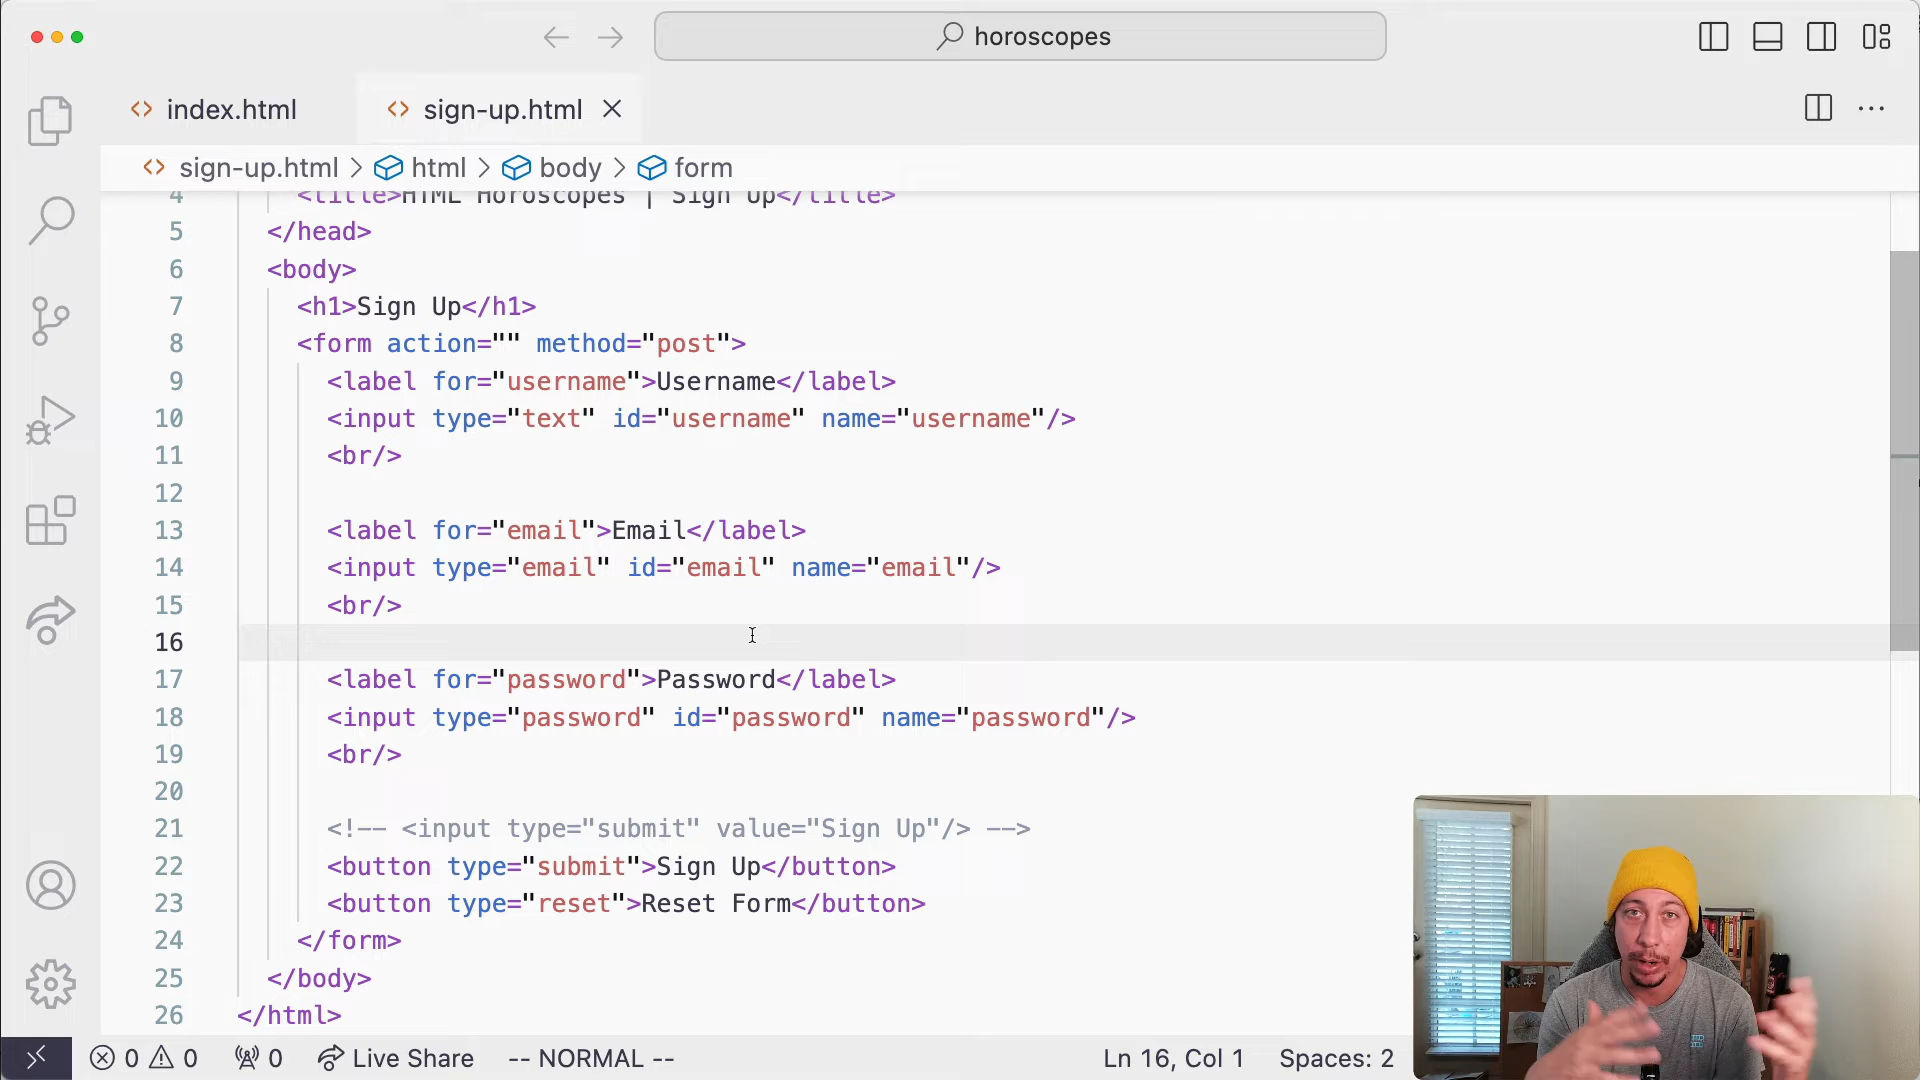 horoscopes
index.html
sign-up.html
sign-up.html > html > body > form
4 <title>HTML Horoscopes | Sign Up</title>
5 </head>
6 <body>
7 <h1>Sign Up</h1>
8 <form action="" method="post">
9 <label for="username">Username</label>
10 <input type="text" id="username" name="username"/>
11 <br/>
12
13 <label for="email">Email</label>
14 <input type="email" id="email" name="email"/>
15 <br/>
16
17 <label for="password">Password</label>
18 <input type="password" id="password" name="password"/>
19 <br/>
20
21 <!-- <input type="submit" value="Sign Up"/> -->
22 <button type="submit">Sign Up</button>
23 <button type="reset">Reset Form</button>
24 </form>
25 </body>
26 </html>
0 0 0 Live Share -- NORMAL -- Ln 16, Col 1 Spaces: 2